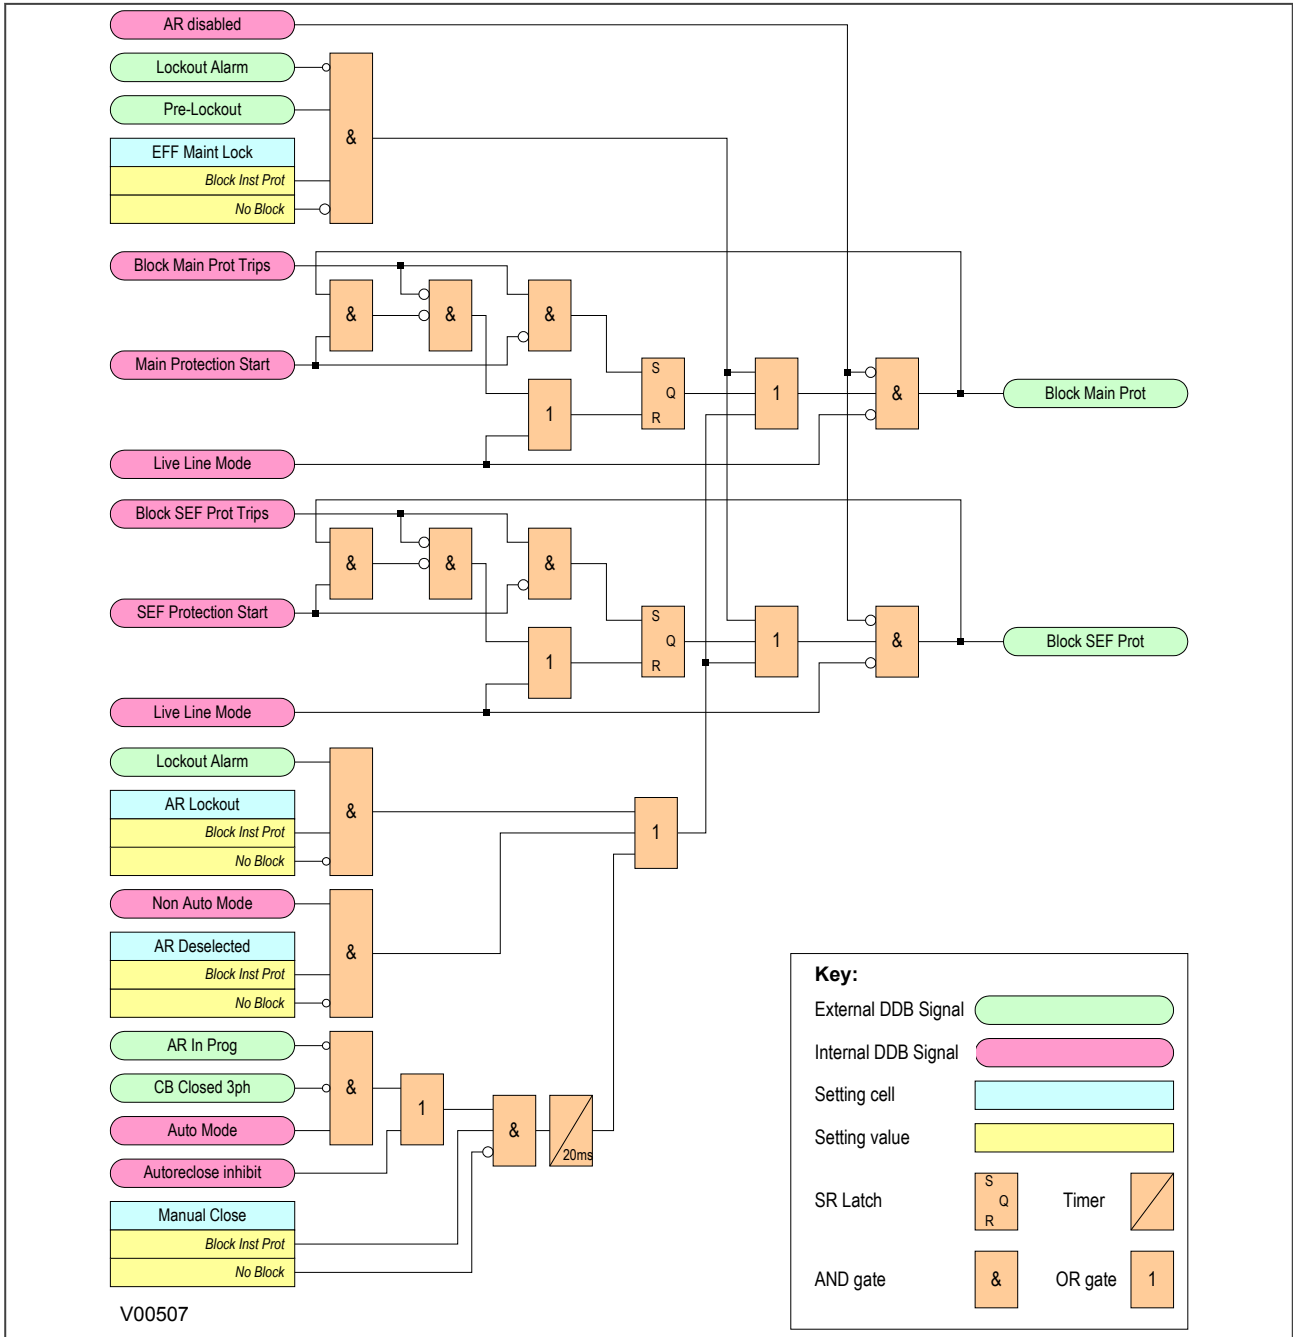 AR disabled
Lockout Alarm
Pre-Lockout
&
EFF Maint Lock
Block Inst Prot
No Block
Block Main Prot Trips
&
&
&
Main Protection Start
S
Q
R
1
1
&
Block Main Prot
Live Line Mode
Block SEF Prot Trips
&
&
&
SEF Protection Start
S
Q
R
1
1
&
Block SEF Prot
Live Line Mode
Lockout Alarm
&
AR Lockout
Block Inst Prot
No Block
1
Non Auto Mode
&
AR Deselected
Block Inst Prot
No Block
AR In Prog
CB Closed 3ph
&
Auto Mode
1
&
20ms
Autoreclose inhibit
Manual Close
Block Inst Prot
No Block
V00507
Key:
External DDB Signal
Internal DDB Signal
Setting cell
Setting value
SR Latch
S
Q
R
Timer
AND gate
&
OR gate
1